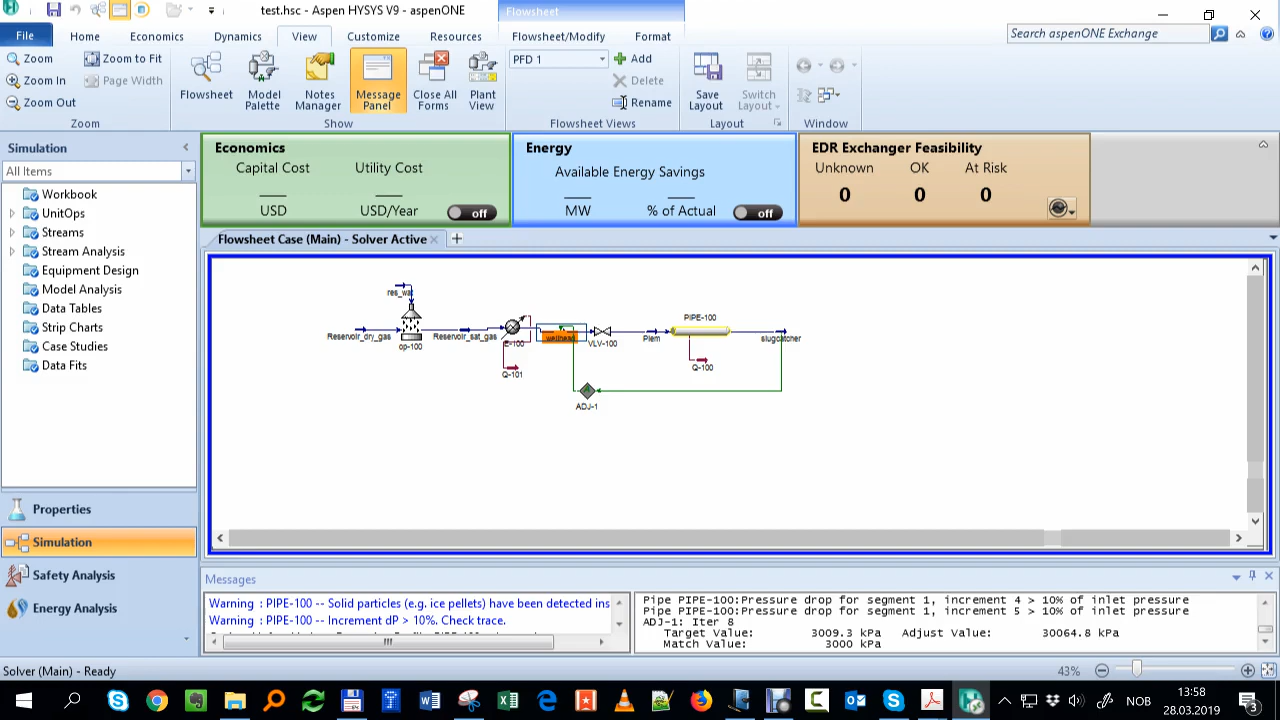 test.hsc - Aspen HYSYS V9 - aspenONE
Flowsheet
File
Home
Economics
Dynamics
View
Customize
Resources
Flowsheet/Modify
Format
Search aspenONE Exchange
Zoom
Zoom to Fit
Zoom In
Page Width
Zoom Out
Zoom
Flowsheet
Model Palette
Notes Manager
Message Panel
Close All Forms
Plant View
Show
PFD 1
Add
Delete
Rename
Flowsheet Views
Save Layout
Switch Layout
Layout
Window
Simulation
All Items
Workbook
UnitOps
Streams
Stream Analysis
Equipment Design
Model Analysis
Data Tables
Strip Charts
Case Studies
Data Fits
Properties
Simulation
Safety Analysis
Energy Analysis
Economics
Capital Cost
Utility Cost
USD
USD/Year
off
Energy
Available Energy Savings
MW
% of Actual
off
EDR Exchanger Feasibility
Unknown
OK
At Risk
0
0
0
Flowsheet Case (Main) - Solver Active
res_wat
Reservoir_dry_gas
op-100
Reservoir_sat_gas
E-100
Q-101
wellhead
VLV-100
Plem
PIPE-100
Q-100
slugcatcher
ADJ-1
Messages
Warning : PIPE-100 -- Solid particles (e.g. ice pellets) have been detected ins
Warning : PIPE-100 -- Increment dP > 10%. Check trace.
Pipe PIPE-100:Pressure drop for segment 1, increment 4 > 10% of inlet pressure
Pipe PIPE-100:Pressure drop for segment 1, increment 5 > 10% of inlet pressure
ADJ-1: Iter 8
Target Value: 3009.3 kPa Adjust Value: 30064.8 kPa
Match Value: 3000 kPa
Solver (Main) - Ready
43%
NOB
13:58
28.03.2019
3